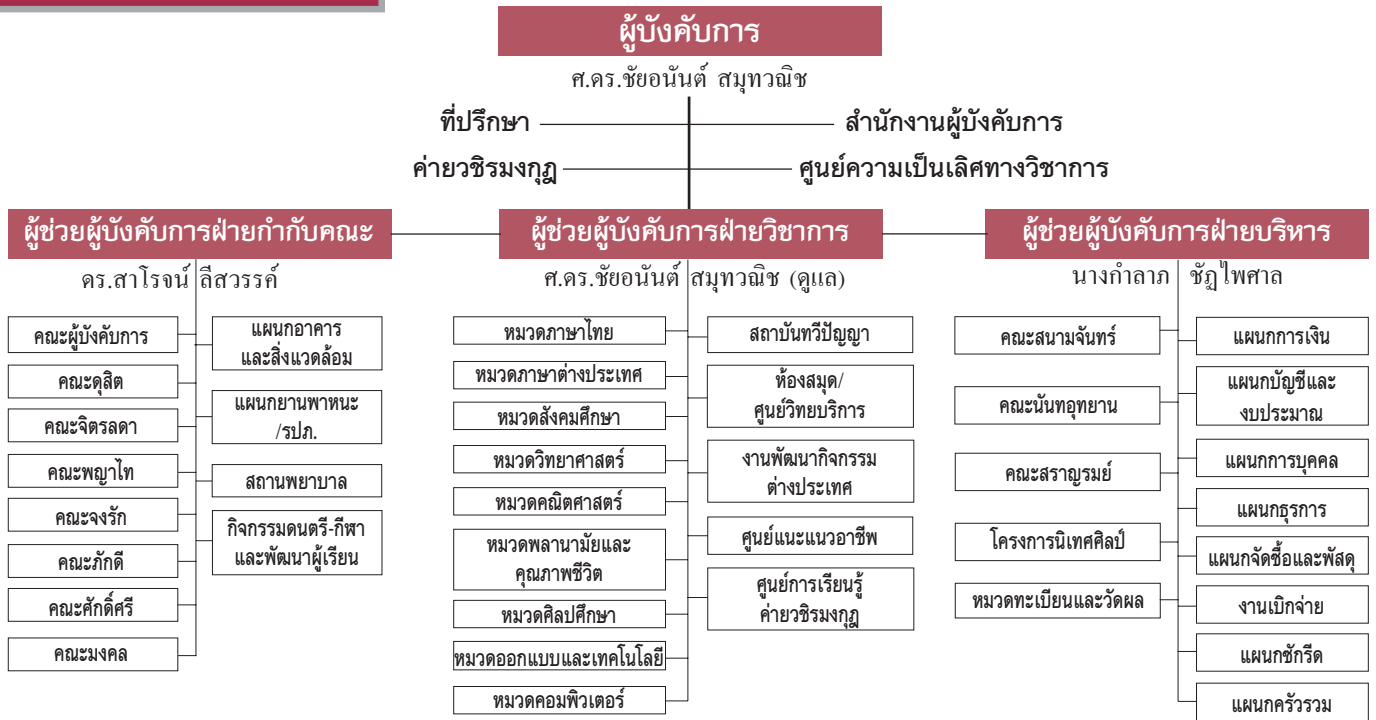 ผู้บังคับการ
ศ.ดร.ชัยอนันต์ สมุทวณิช
ที่ปรึกษา
สำนักงานผู้บังคับการ
ค่ายวชิรมงกุฎ
ศูนย์ความเป็นเลิศทางวิชาการ
ผู้ช่วยผู้บังคับการฝ่ายกำกับคณะ
ดร.สาโรจน์ ลีสวรรค์
คณะผู้บังคับการ
คณะดุสิต
คณะจิตรลดา
คณะพญาไท
คณะจงรัก
คณะภักดี
คณะศักดิ์ศรี
คณะมงคล
แผนกอาคาร
และสิ่งแวดล้อม
แผนกยานพาหนะ
/รปภ.
สถานพยาบาล
กิจกรรมดนตรี-กีฬา
และพัฒนาผู้เรียน
ผู้ช่วยผู้บังคับการฝ่ายวิชาการ
ศ.ดร.ชัยอนันต์ สมุทวณิช (ดูแล)
หมวดภาษาไทย
หมวดภาษาต่างประเทศ
หมวดสังคมศึกษา
หมวดวิทยาศาสตร์
หมวดคณิตศาสตร์
หมวดพลานามัยและ
คุณภาพชีวิต
หมวดศิลปศึกษา
หมวดออกแบบและเทคโนโลยี
หมวดคอมพิวเตอร์
สถาบันทวีปัญญา
ห้องสมุด/
ศูนย์วิทยบริการ
งานพัฒนากิจกรรม
ต่างประเทศ
ศูนย์แนะแนวอาชีพ
ศูนย์การเรียนรู้
ค่ายวชิรมงกุฎ
ผู้ช่วยผู้บังคับการฝ่ายบริหาร
นางกำลาภ ชัฏไพศาล
คณะสนามจันทร์
คณะนันทอุทยาน
คณะสราญรมย์
โครงการนิเทศศิลป์
หมวดทะเบียนและวัดผล
แผนกการเงิน
แผนกบัญชีและ
งบประมาณ
แผนกการบุคคล
แผนกธุรการ
แผนกจัดซื้อและพัสดุ
งานเบิกจ่าย
แผนกซักรีด
แผนกครัวรวม